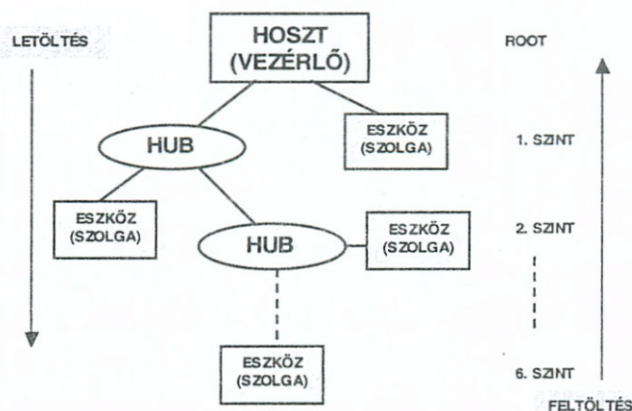 LETÖLTÉS
HOSZT
(VEZÉRLŐ)
ROOT
HUB
ESZKÖZ
(SZOLGA)
1. SZINT
ESZKÖZ
(SZOLGA)
HUB
ESZKÖZ
(SZOLGA)
2. SZINT
ESZKÖZ
(SZOLGA)
6. SZINT
FELTÖLTÉS